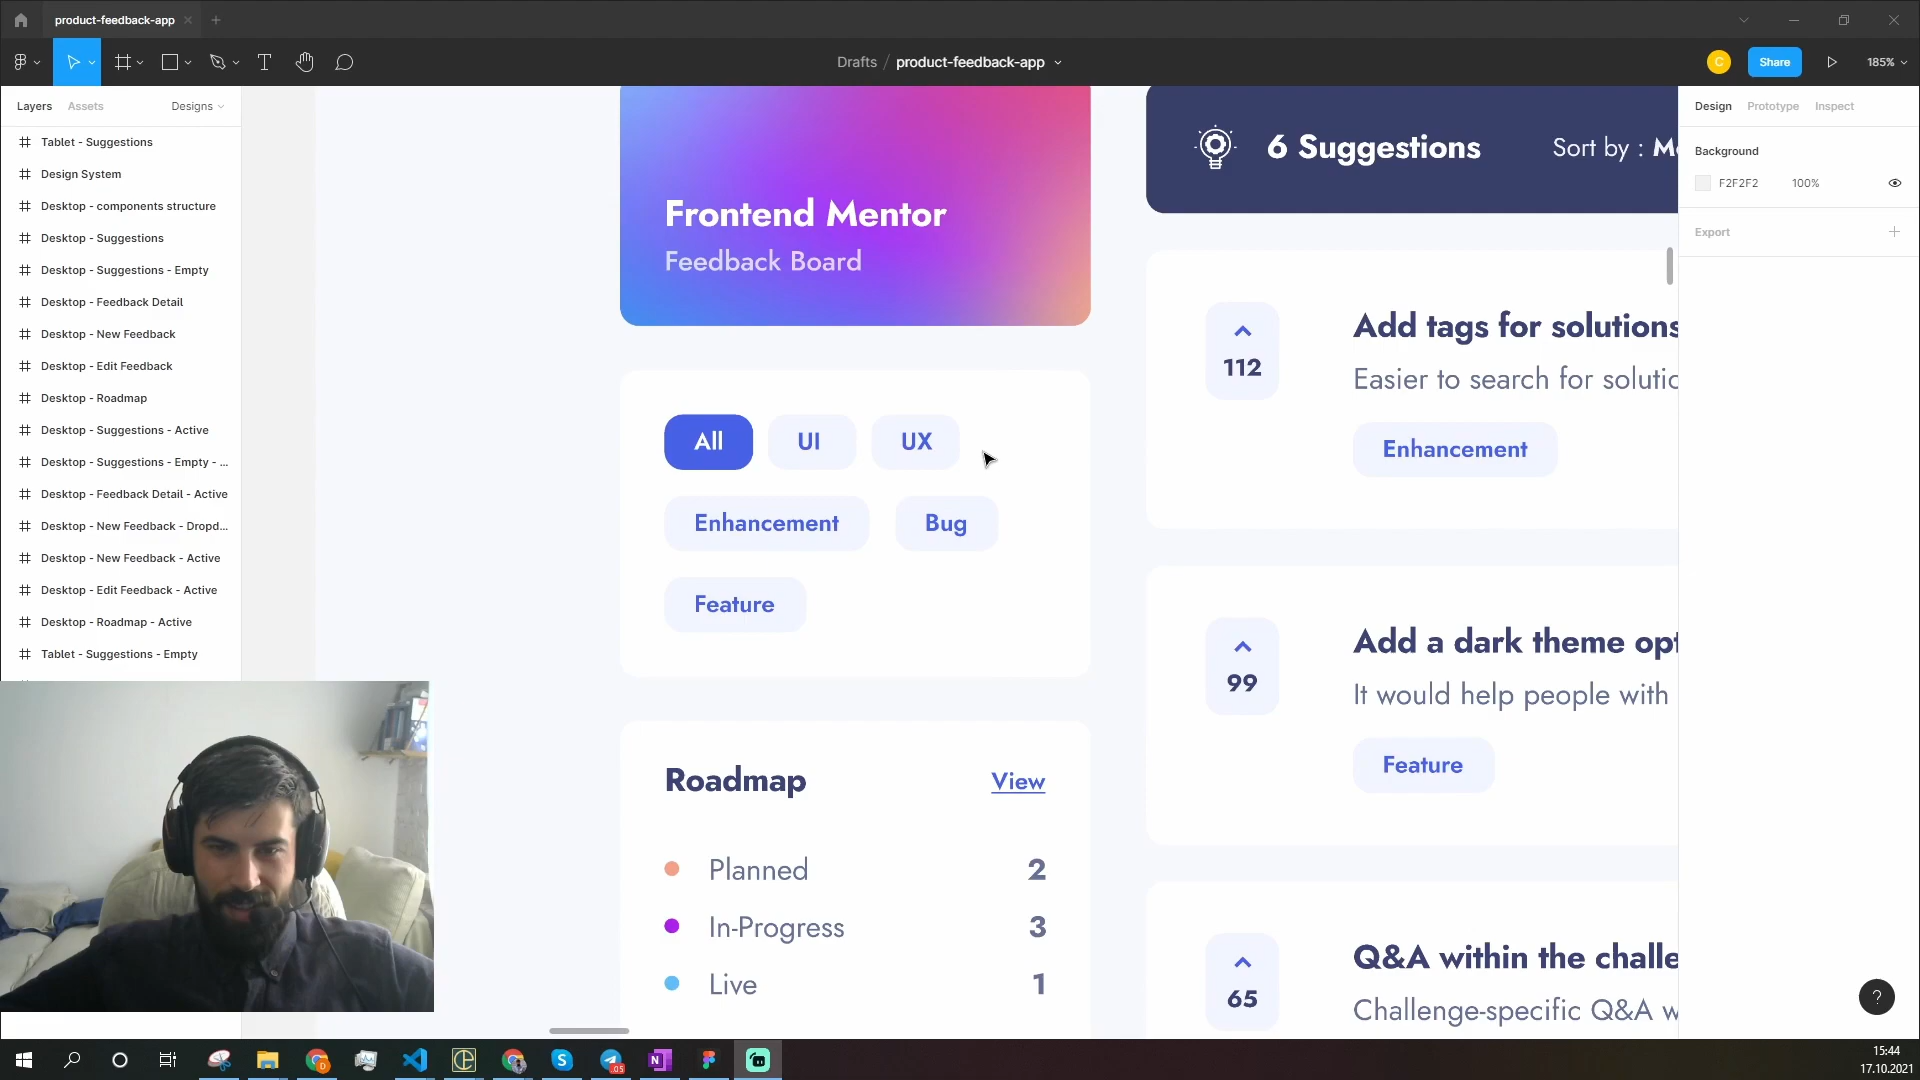 product-feedback-app
Drafts / product-feedback-app
C
Share
185%
Layers
Assets
Designs
Tablet - Suggestions
Design System
Desktop - components structure
Desktop - Suggestions
Desktop - Suggestions - Empty
Desktop - Feedback Detail
Desktop - New Feedback
Desktop - Edit Feedback
Desktop - Roadmap
Desktop - Suggestions - Active
Desktop - Suggestions - Empty - ...
Desktop - Feedback Detail - Active
Desktop - New Feedback - Dropd...
Desktop - New Feedback - Active
Desktop - Edit Feedback - Active
Desktop - Roadmap - Active
Tablet - Suggestions - Empty
Frontend Mentor
Feedback Board
All
UI
UX
Enhancement
Bug
Feature
Roadmap
View
Planned
2
In-Progress
3
Live
1
6 Suggestions
Sort by :
112
Add tags for solutions
Easier to search for solutio
Enhancement
99
Add a dark theme opt
It would help people with
Feature
65
Q&A within the challe
Challenge-specific Q&A w
Design
Prototype
Inspect
Background
F2F2F2
100%
Export
?
.05
15:44
17.10.2021